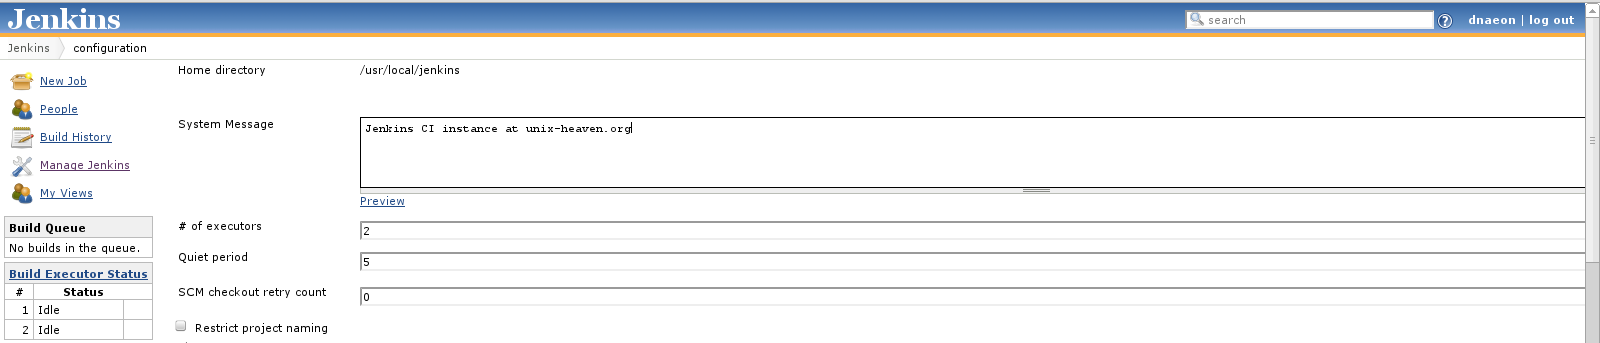 Jenkins
search
? dnaeon | log out
Jenkins configuration
New Job
People
Build History
Manage Jenkins
My Views
Build Queue
No builds in the queue.
Build Executor Status
# Status
1 Idle
2 Idle
Home directory /usr/local/jenkins
System Message Jenkins CI instance at unix-heaven.org
Preview
# of executors 2
Quiet period 5
SCM checkout retry count 0
Restrict project naming